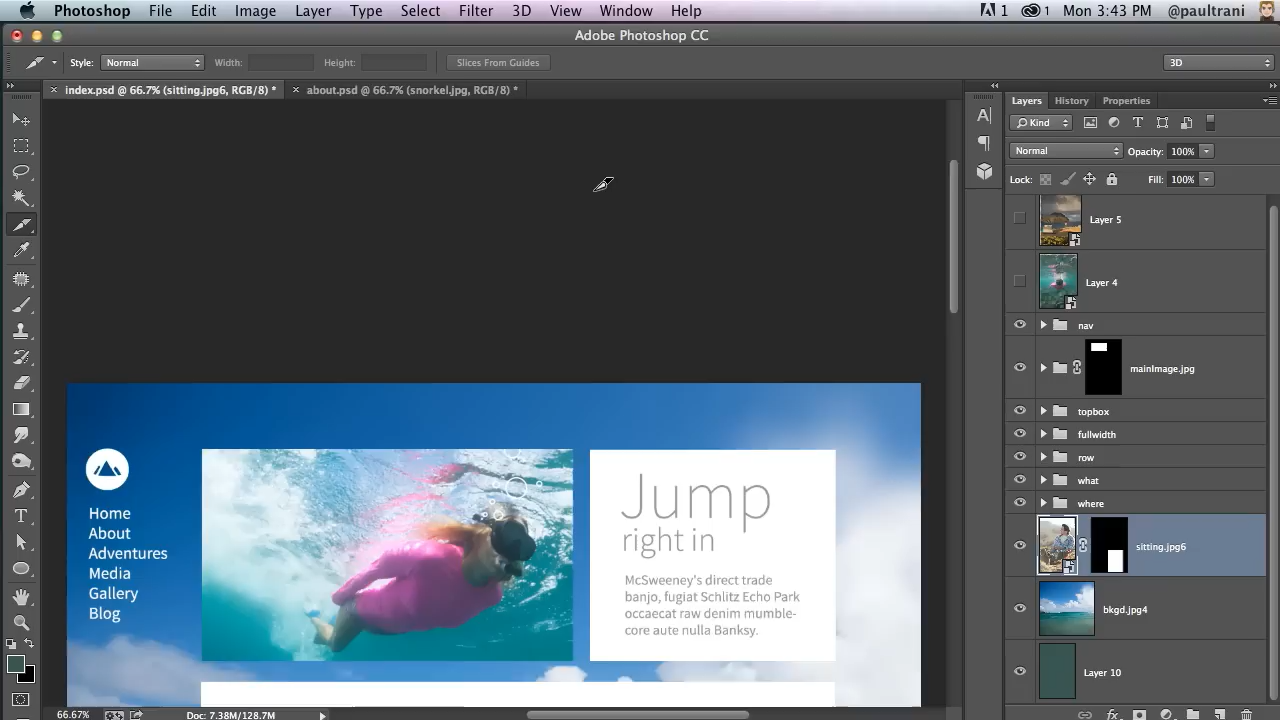 Photoshop File Edit Image Layer Type Select Filter 3D View Window Help 1 1 Mon 3:43 PM @paultrani
Adobe Photoshop CC
Style: Normal Width: Height: Slices From Guides 3D
index.psd @ 66.7% (sitting.jpg6, RGB/8) * about.psd @ 66.7% (snorkel.jpg, RGB/8) *
Layers History Properties
Kind
Normal Opacity: 100%
Lock: Fill: 100%
Layer 5
Layer 4
nav
mainImage.jpg
topbox
fullwidth
row
what
where
sitting.jpg6
bkgd.jpg4
Layer 10
Home
About
Adventures
Media
Gallery
Blog
Jump
right in
McSweeney's direct trade
banjo, fugiat Schlitz Echo Park
occaecat raw denim mumble-
core aute nulla Banksy.
66.67% Doc: 7.38M/128.7M